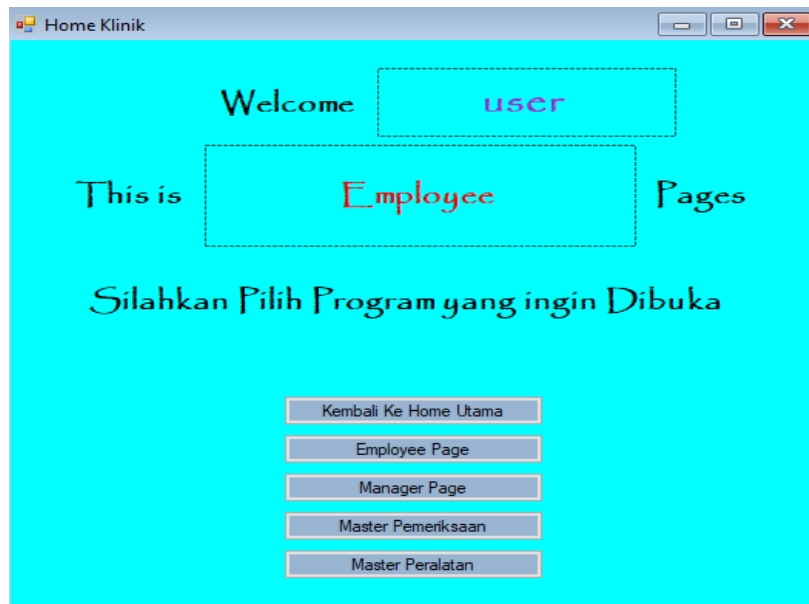 Home Klinik
Welcome user
This is Employee Pages
Silahkan Pilih Program yang ingin Dibuka
Kembali Ke Home Utama
Employee Page
Manager Page
Master Pemeriksaan
Master Peralatan